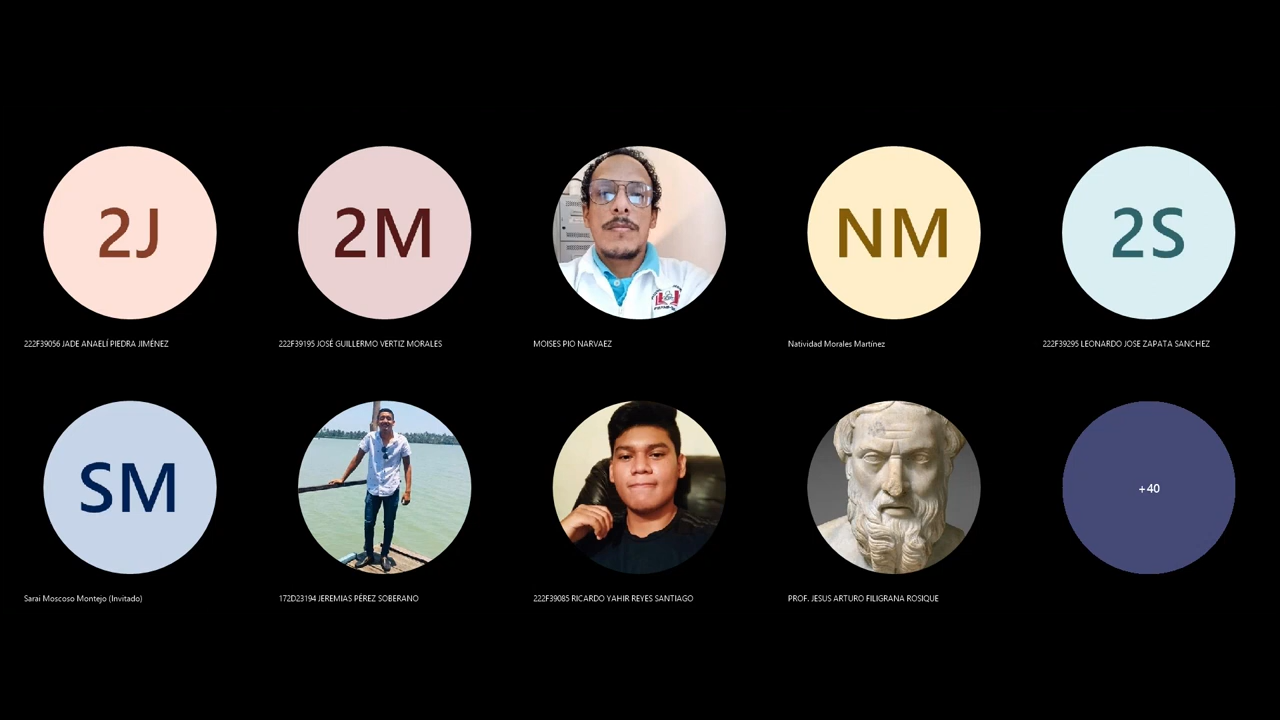 2J
2M
NM
2S
222F39056 JADE ANAELÍ PIEDRA JIMÉNEZ
222F39195 JOSÉ GUILLERMO VERTIZ MORALES
MOISES PIO NARVAEZ
Natividad Morales Martínez
222F39295 LEONARDO JOSE ZAPATA SANCHEZ
SM
+40
Sarai Moscoso Montejo (Invitado)
172D23194 JEREMIAS PÉREZ SOBERANO
222F39085 RICARDO YAHIR REYES SANTIAGO
PROF. JESUS ARTURO FILIGRANA ROSIQUE